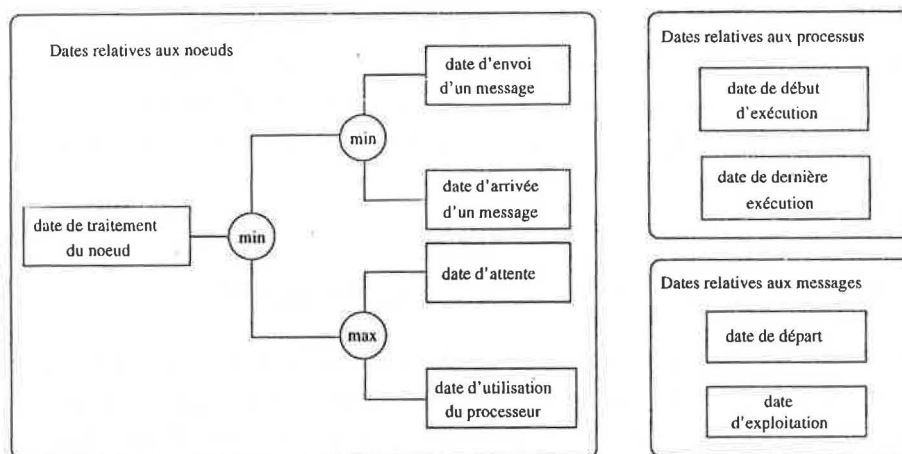 Dates relatives aux noeuds
date d'envoi
d'un message
min
date d'arrivée
d'un message
date de traitement
du noeud
min
date d'attente
max
date d'utilisation
du processeur
Dates relatives aux processus
date de début
d'exécution
date de dernière
exécution
Dates relatives aux messages
date de départ
date
d'exploitation